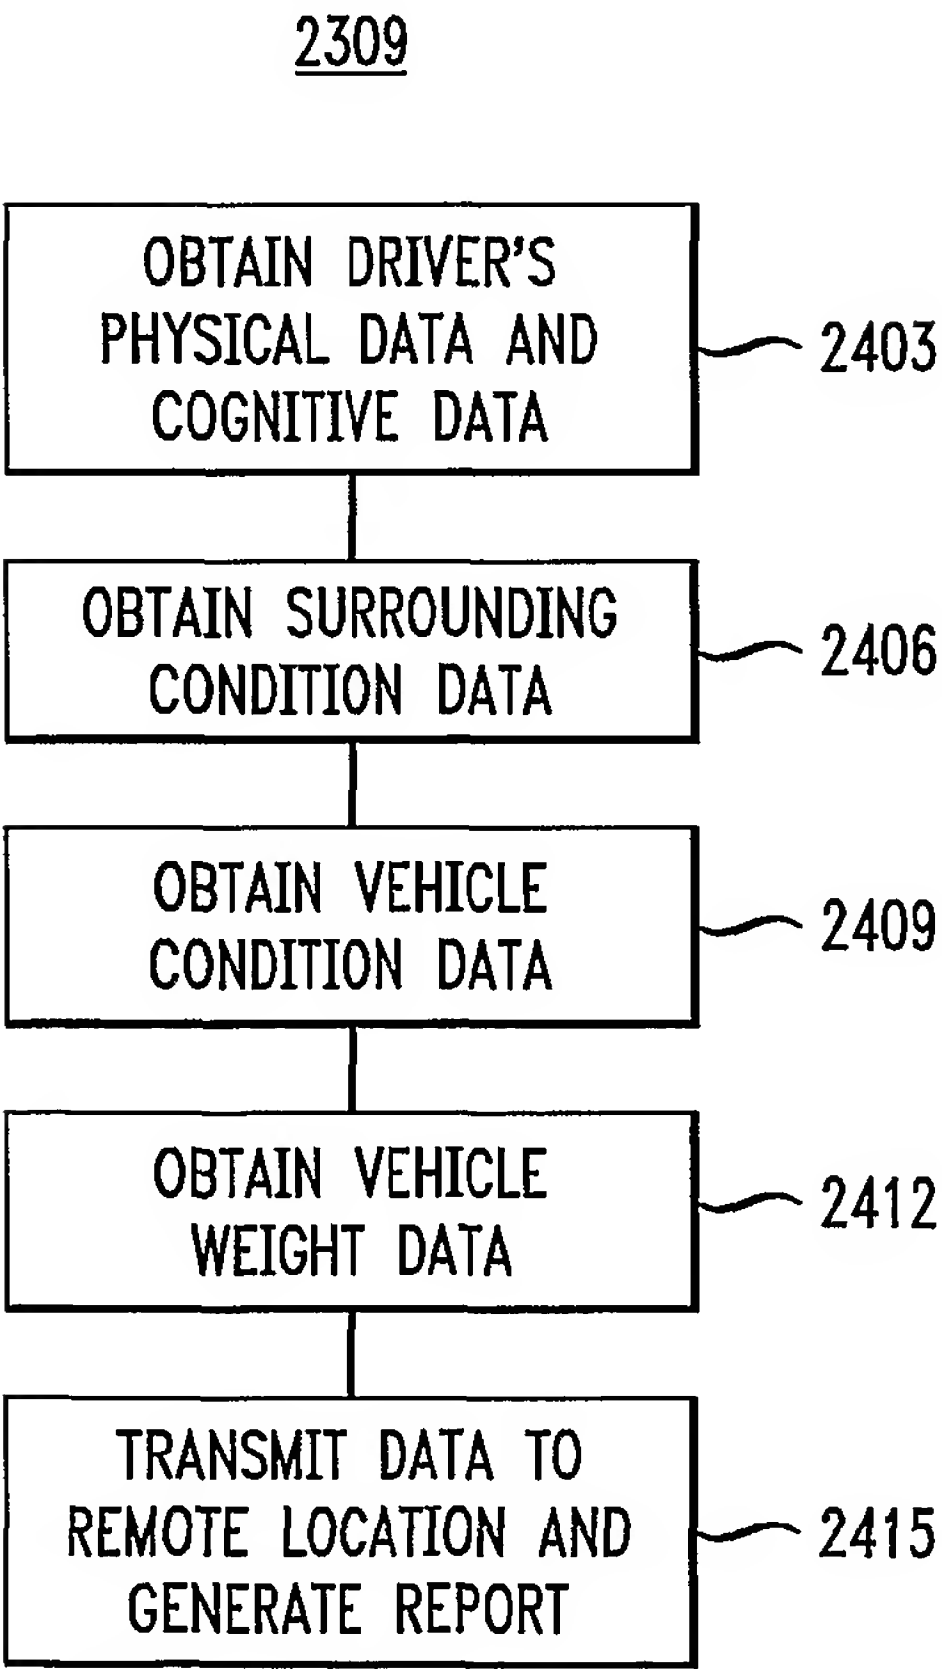 2309
OBTAIN DRIVER'S
PHYSICAL DATA AND
COGNITIVE DATA
2403
OBTAIN SURROUNDING
CONDITION DATA
2406
OBTAIN VEHICLE
CONDITION DATA
2409
OBTAIN VEHICLE
WEIGHT DATA
2412
TRANSMIT DATA TO
REMOTE LOCATION AND
GENERATE REPORT
2415